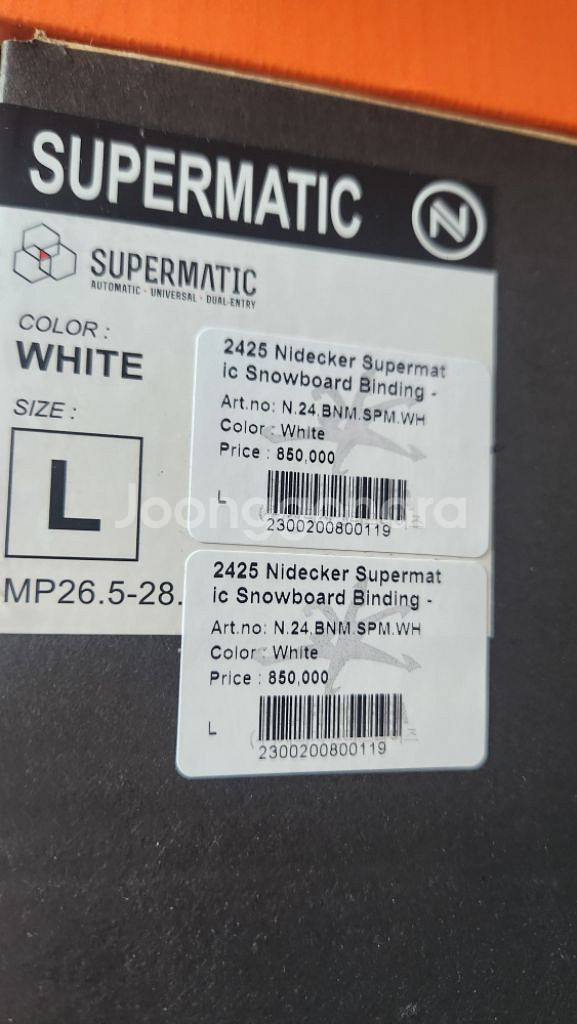 SUPERMATIC
N
SUPERMATIC
AUTOMATIC · UNIVERSAL · DUAL-ENTRY
COLOR :
WHITE
SIZE :
L
MP26.5-28.
2425 Nidecker Supermat
ic Snowboard Binding -
Art.no: N.24.BNM.SPM.WH
Color : White
Price : 850,000
L
2300200800119
Joonggonara
2425 Nidecker Supermat
ic Snowboard Binding -
Art.no: N.24.BNM.SPM.WH
Color : White
Price : 850,000
L
2300200800119